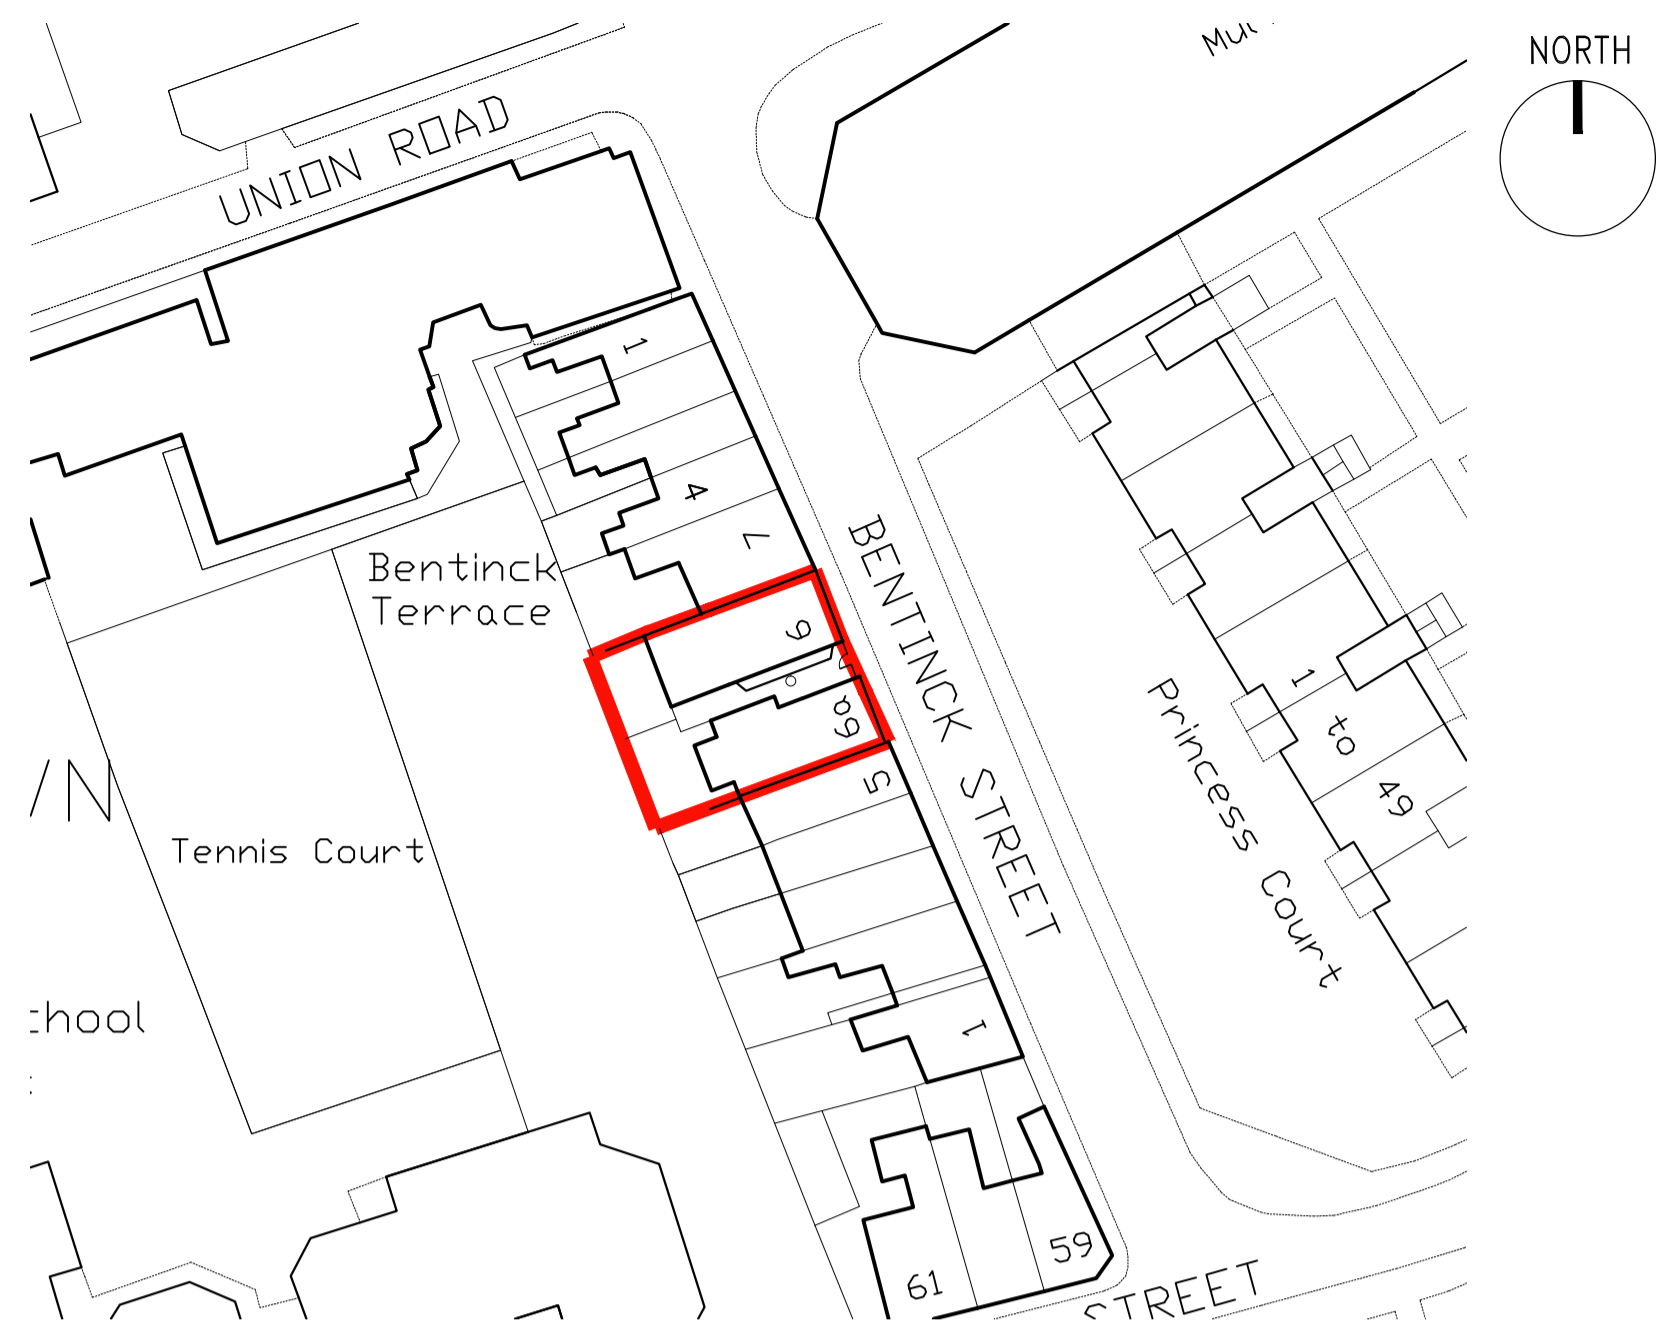 NORTH
UNION ROAD
1
4
7
Bentinck
Terrace
BENTINCK STREET
6
6a
5
1
Princess Court
1
to
49
Tennis Court
61
59
STREET